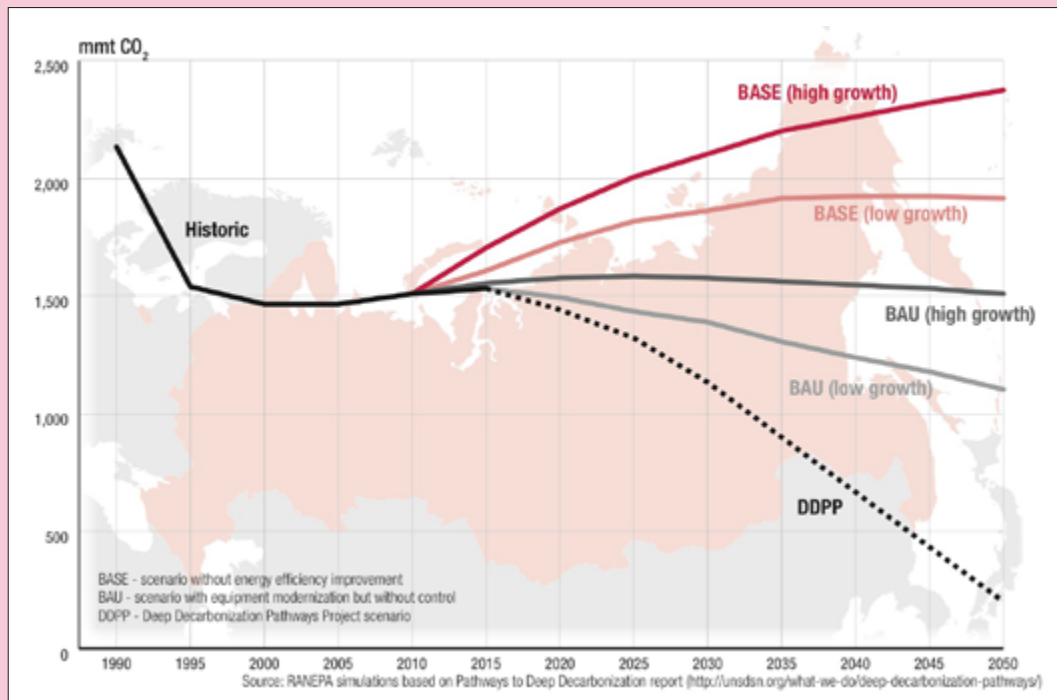 mmt CO₂
2,500
2,000
1,500
1,000
500
0
BASE (high growth)
BASE (low growth)
Historic
BAU (high growth)
BAU (low growth)
DDPP
BASE - scenario without energy efficiency improvement
BAU - scenario with equipment modernization but without control
DDPP - Deep Decarbonization Pathways Project scenario
1990 1995 2000 2005 2010 2015 2020 2025 2030 2035 2040 2045 2050
Source: RANEPA simulations based on Pathways to Deep Decarbonization report (http://unsdsn.org/what-we-do/deep-decarbonization-pathways/)